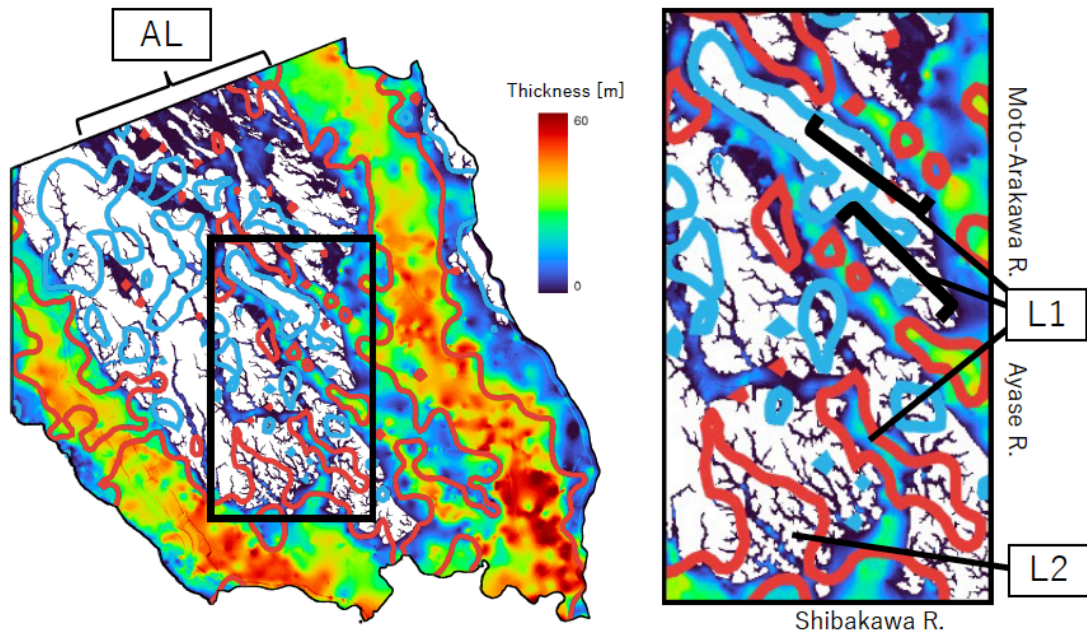 AL
Thickness [m]
60
0
Moto-Arakawa R.
L1
Ayase R.
L2
Shibakawa R.